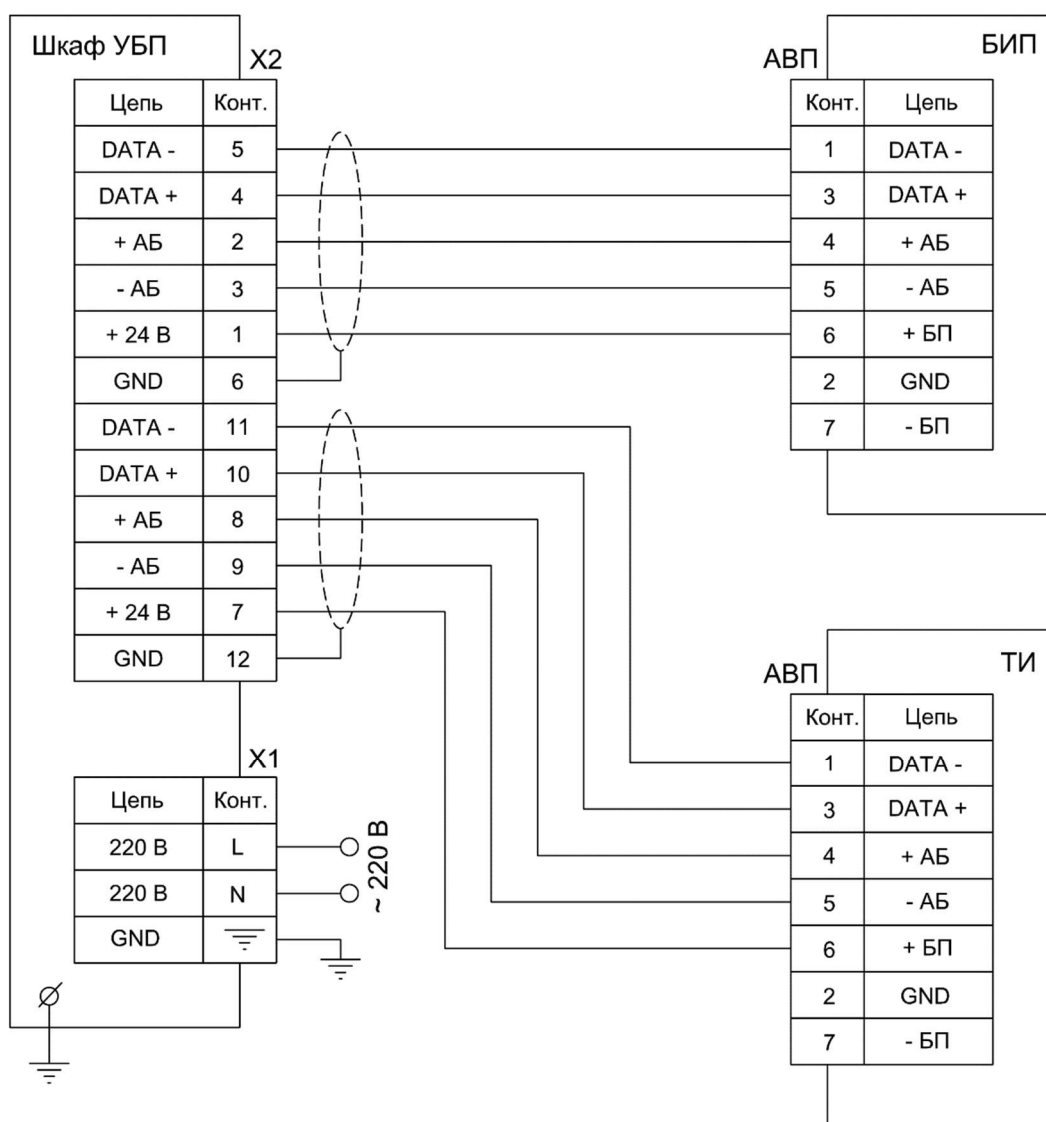 Шкаф УБП
X2
Цепь Конт.
DATA - 5
DATA + 4
+ АБ 2
- АБ 3
+ 24 В 1
GND 6
DATA - 11
DATA + 10
+ АБ 8
- АБ 9
+ 24 В 7
GND 12
X1
Цепь Конт.
220 В L
220 В N
GND
~ 220 В
БИП
АВП
Конт. Цепь
1 DATA -
3 DATA +
4 + АБ
5 - АБ
6 + БП
2 GND
7 - БП
ТИ
АВП
Конт. Цепь
1 DATA -
3 DATA +
4 + АБ
5 - АБ
6 + БП
2 GND
7 - БП